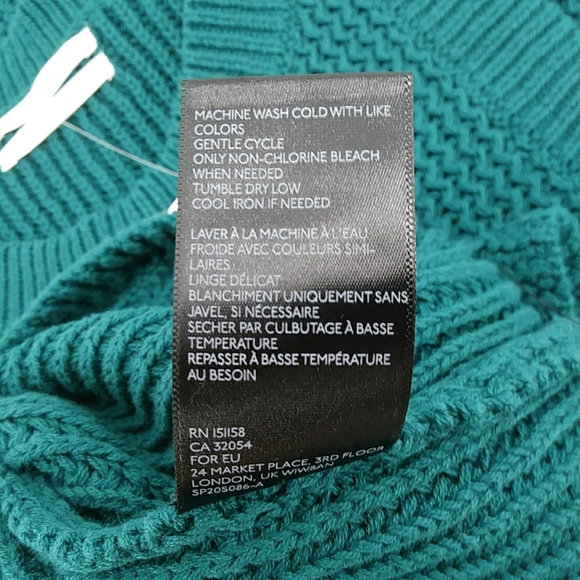 MACHINE WASH COLD WITH LIKE
COLORS
GENTLE CYCLE
ONLY NON-CHLORINE BLEACH
WHEN NEEDED
TUMBLE DRY LOW
COOL IRON IF NEEDED
LAVER À LA MACHINE À L'EAU
FROIDE AVEC COULEURS SIMI-
LAIRES
LINGE DÉLICAT
BLANCHIMENT UNIQUEMENT SANS
JAVEL, SI NÉCESSAIRE
SECHER PAR CULBUTAGE À BASSE
TEMPERATURE
REPASSER À BASSE TEMPÉRATURE
AU BESOIN
RN 151158
CA 32054
FOR EU
24 MARKET PLACE, 3RD FLOOR
LONDON, UK W1W8AN
SP20S086-A